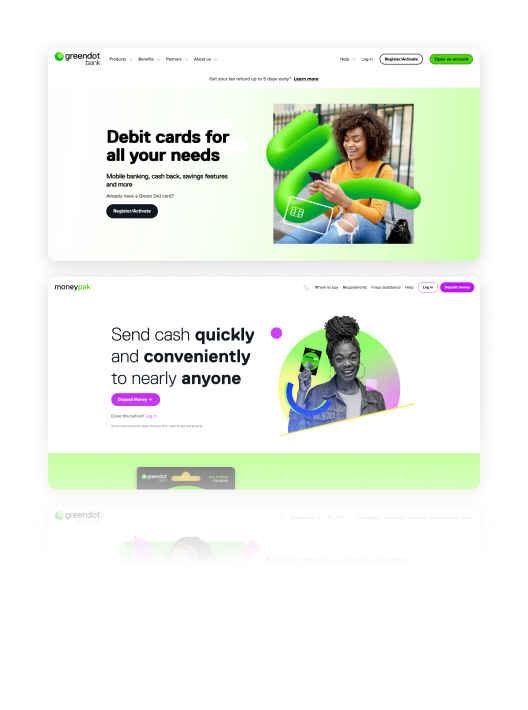 greendot
bank
Products
Benefits
Partners
About us
Help
Log in
Register/Activate
Open an account
Get your tax refund up to 5 days early.* Learn more
Debit cards for
all your needs
Mobile banking, cash back, savings features
and more
Already have a Green Dot card?
Register/Activate
moneypak
Where to buy
Requirements
Fraud assistance
Help
Log in
Deposit money
Send cash quickly
and conveniently
to nearly anyone
Deposit Money →
Done this before? Log in
greendot
greendot